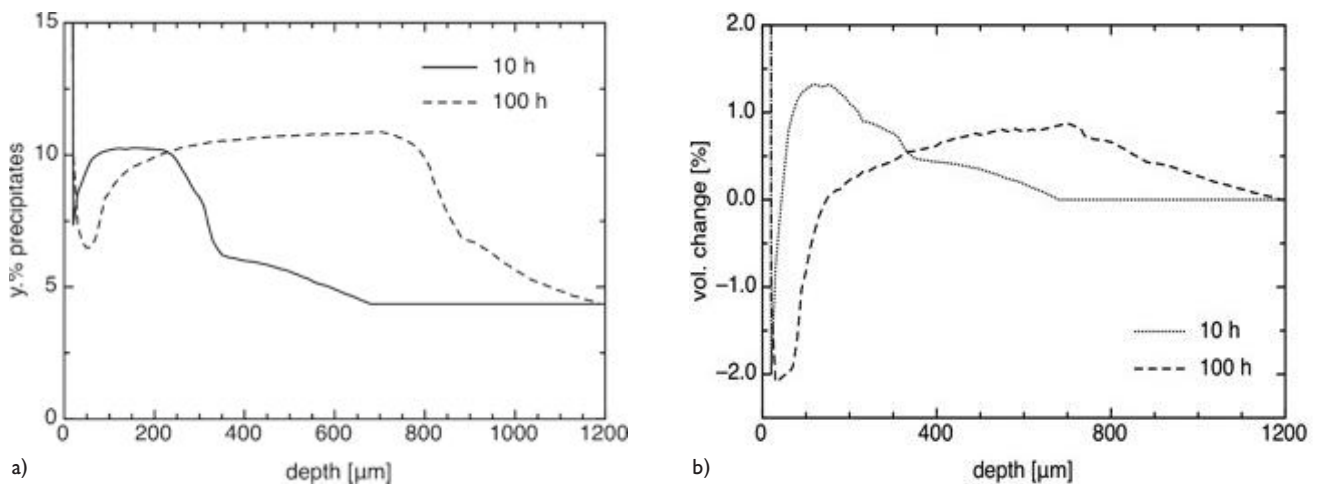 15
10
5
0
y.% precipitates
10 h
100 h
0 200 400 600 800 1000 1200
depth [µm]
a)
2.0
1.0
0.0
−1.0
−2.0
vol. change [%]
10 h
100 h
0 400 800 1200
depth [µm]
b)